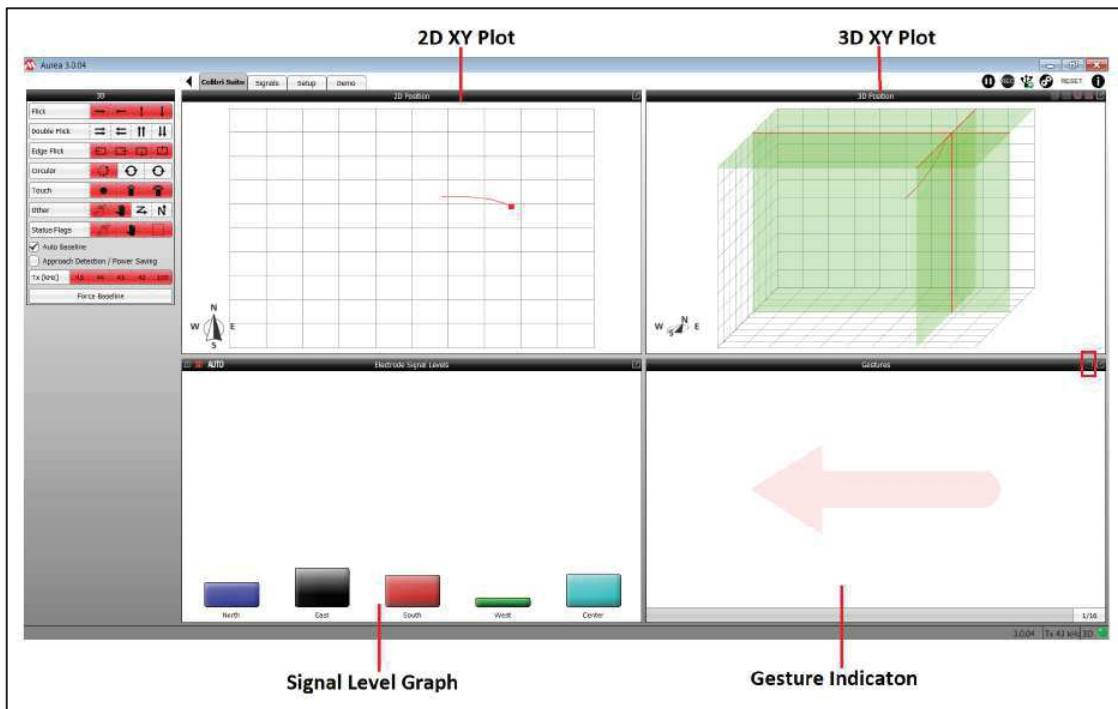 2D XY Plot
3D XY Plot
Aurea 3.0.04
Colibri Suite
Signals
Setup
Demo
REC
RESET
3D
2D Position
3D Position
Flick
Double Flick
Edge Flick
Circular
Touch
Other
Status Flags
Auto Baseline
Approach Detection / Power Saving
Tx [kHz]
100
Force Baseline
N
W E
S
N
W E
S
AUTO
Electrode Signal Levels
Gestures
North
East
South
West
Center
1/16
3.0.04 Tx 43 kHz 3D
Signal Level Graph
Gesture Indicaton